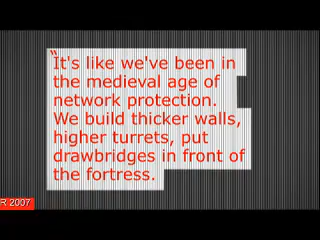 “It's like we've been in
the medieval age of
network protection.
We build thicker walls,
higher turrets, put
drawbridges in front of
the fortress.
R 2007